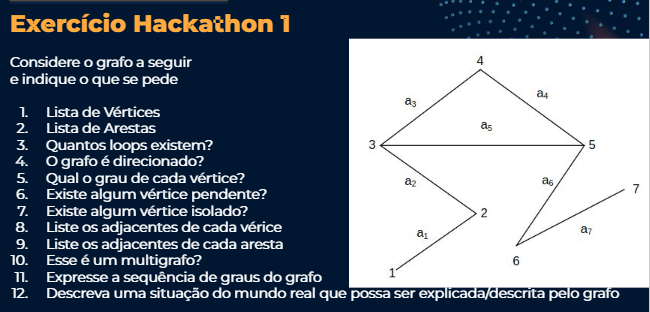 Exercício Hackathon 1
Considere o grafo a seguir
e indique o que se pede
1. Lista de Vértices
2. Lista de Arestas
3. Quantos loops existem?
4. O grafo é direcionado?
5. Qual o grau de cada vértice?
6. Existe algum vértice pendente?
7. Existe algum vértice isolado?
8. Liste os adjacentes de cada vérice
9. Liste os adjacentes de cada aresta
10. Esse é um multigrafo?
11. Expresse a sequência de graus do grafo
12. Descreva uma situação do mundo real que possa ser explicada/descrita pelo grafo
4
a3
a4
a5
3
5
a2
a6
7
2
a1
a7
6
1